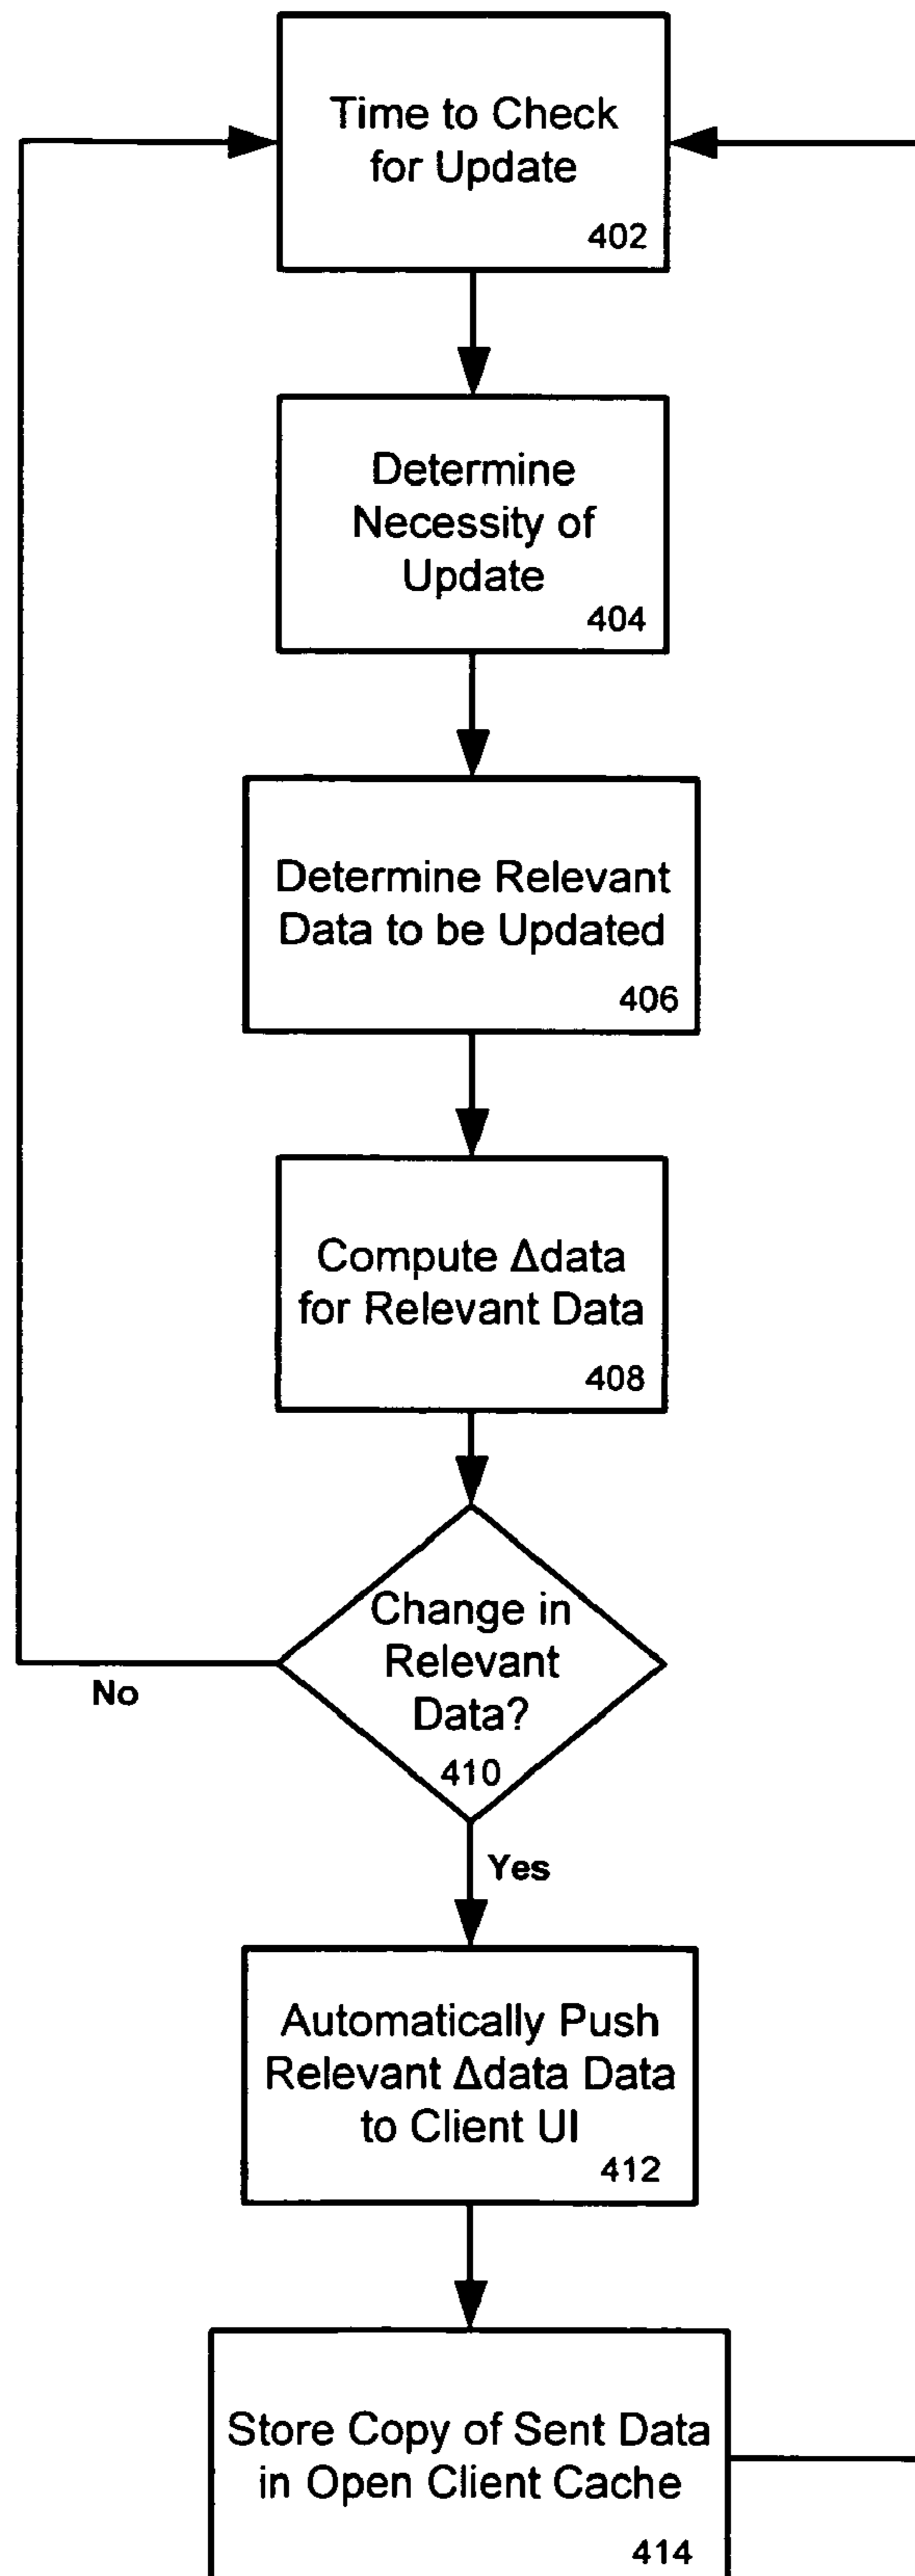 Time to Check
for Update
402
Determine
Necessity of
Update
404
Determine Relevant
Data to be Updated
406
Compute Δdata
for Relevant Data
408
Change in
Relevant
Data?
410
No
Yes
Automatically Push
Relevant Δdata Data
to Client UI
412
Store Copy of Sent Data
in Open Client Cache
414